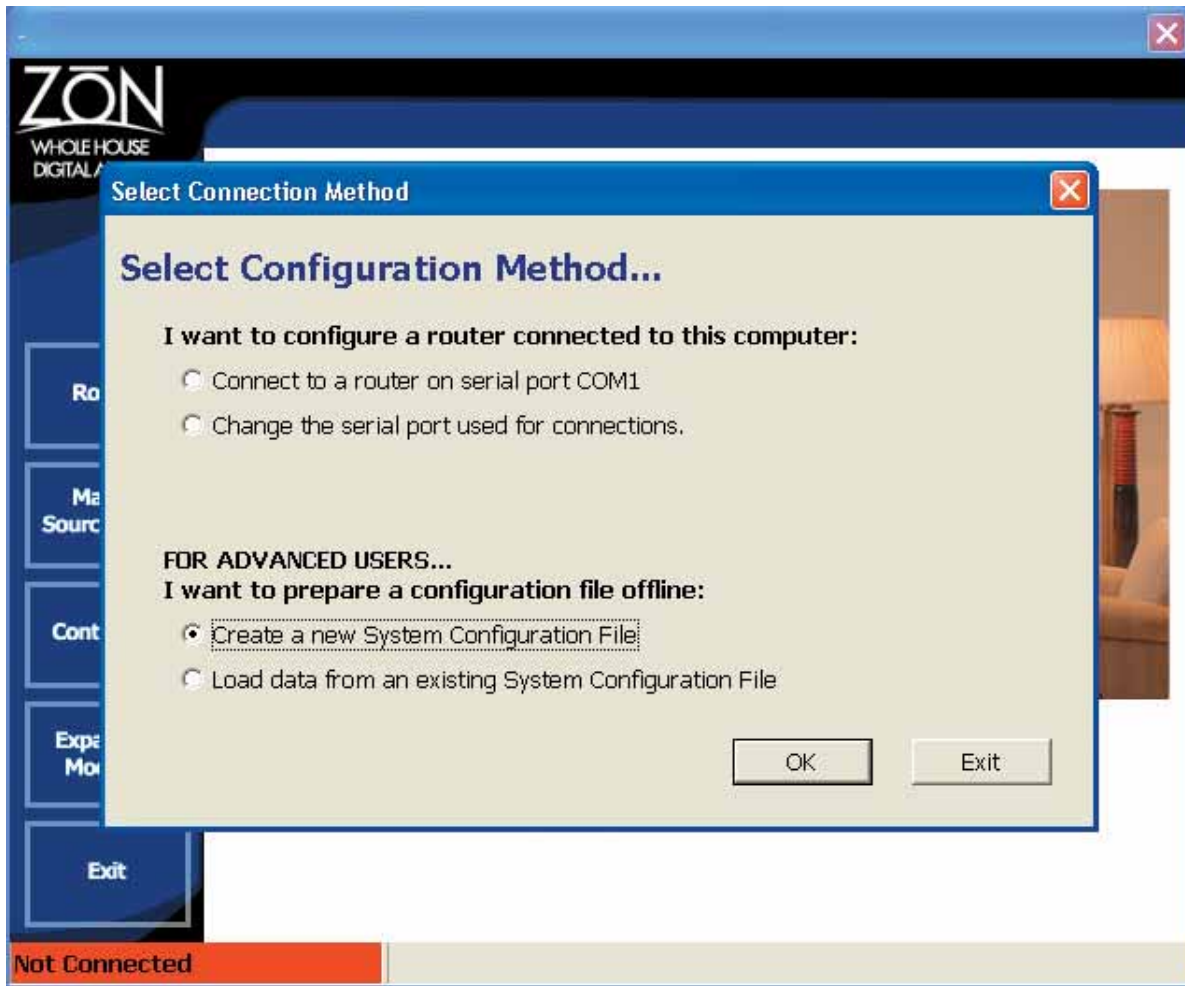 ZŌN
WHOLE HOUSE
DIGITAL
Select Connection Method
Select Configuration Method...
I want to configure a router connected to this computer:
Connect to a router on serial port COM1
Change the serial port used for connections.
FOR ADVANCED USERS...
I want to prepare a configuration file offline:
Create a new System Configuration File
Load data from an existing System Configuration File
OK
Exit
Exit
Not Connected